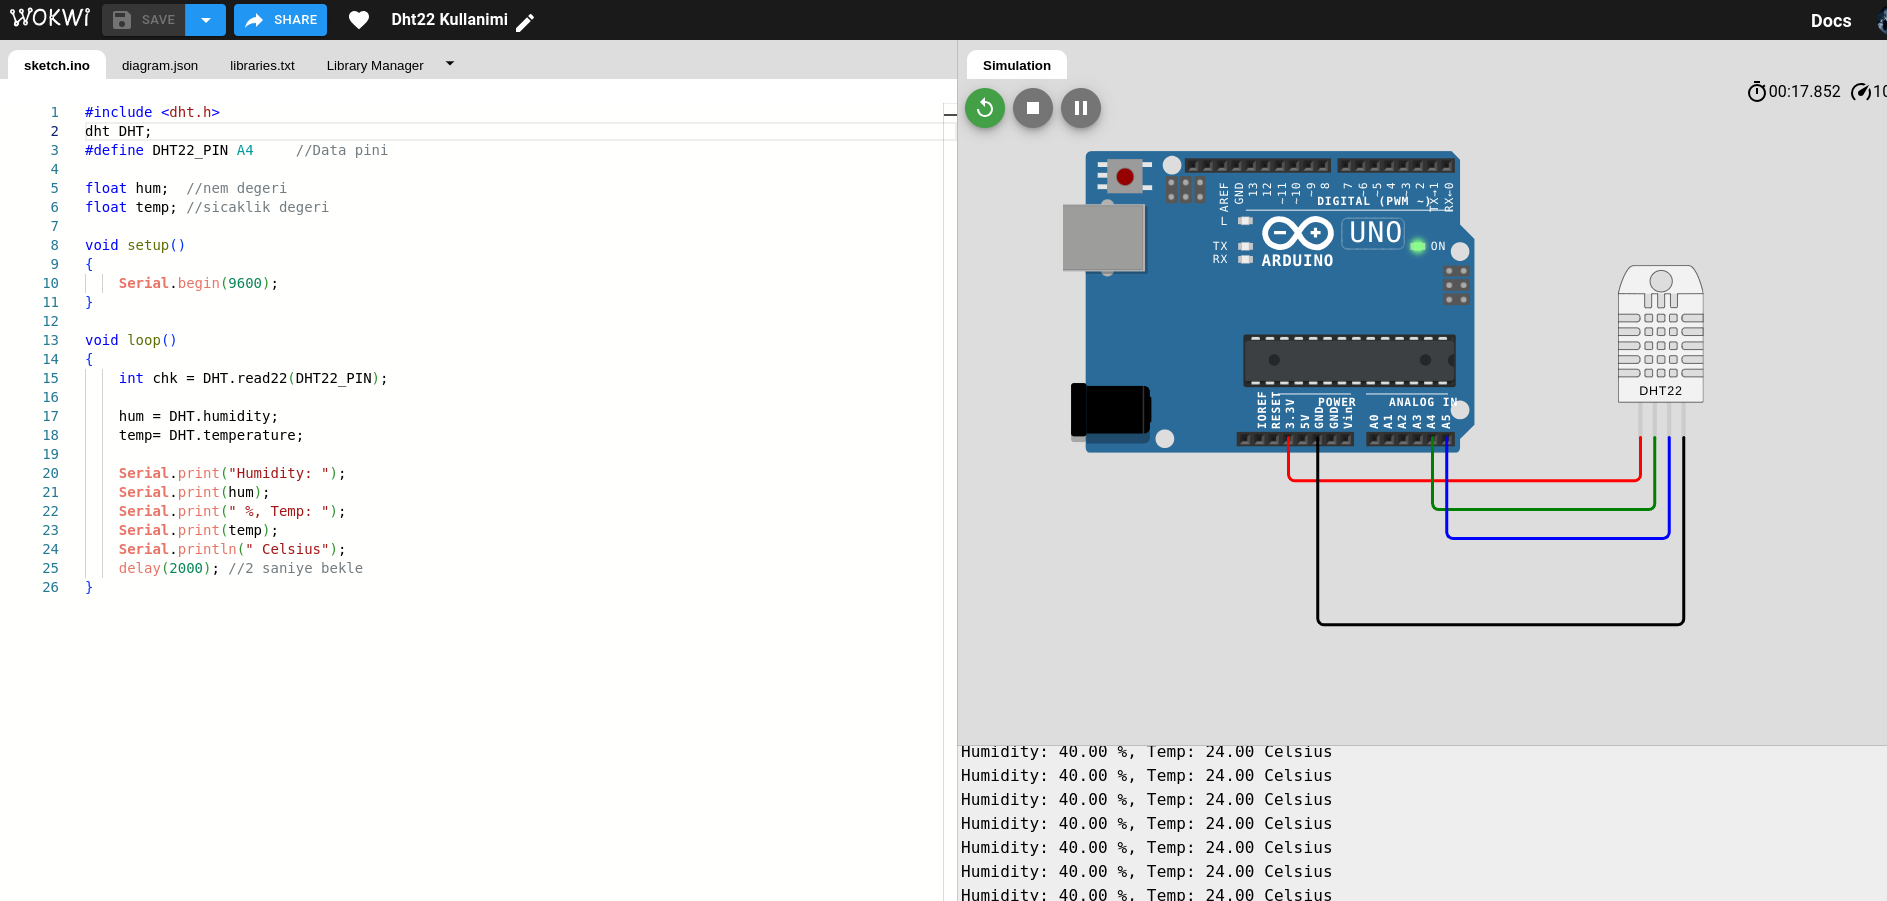 WOKWI SAVE SHARE Dht22 Kullanimi Docs
sketch.ino diagram.json libraries.txt Library Manager
1 #include <dht.h>
2 dht DHT;
3 #define DHT22_PIN A4 //Data pini
4
5 float hum; //nem degeri
6 float temp; //sicaklik degeri
7
8 void setup()
9 {
10 Serial.begin(9600);
11 }
12
13 void loop()
14 {
15 int chk = DHT.read22(DHT22_PIN);
16
17 hum = DHT.humidity;
18 temp= DHT.temperature;
19
20 Serial.print("Humidity: ");
21 Serial.print(hum);
22 Serial.print(" %, Temp: ");
23 Serial.print(temp);
24 Serial.println(" Celsius");
25 delay(2000); //2 saniye bekle
26 }
Simulation
00:17.852 10
AREF GND 13 12 ~11 ~10 ~9 8 7 ~6 ~5 4 ~3 2 TX→1 RX←0
DIGITAL (PWM ~)
L
TX
RX
UNO
ON
ARDUINO
DHT22
POWER ANALOG IN
IOREF RESET 3.3V 5V GND GND Vin A0 A1 A2 A3 A4 A5
Humidity: 40.00 %, Temp: 24.00 Celsius
Humidity: 40.00 %, Temp: 24.00 Celsius
Humidity: 40.00 %, Temp: 24.00 Celsius
Humidity: 40.00 %, Temp: 24.00 Celsius
Humidity: 40.00 %, Temp: 24.00 Celsius
Humidity: 40.00 %, Temp: 24.00 Celsius
Humidity: 40.00 %, Temp: 24.00 Celsius